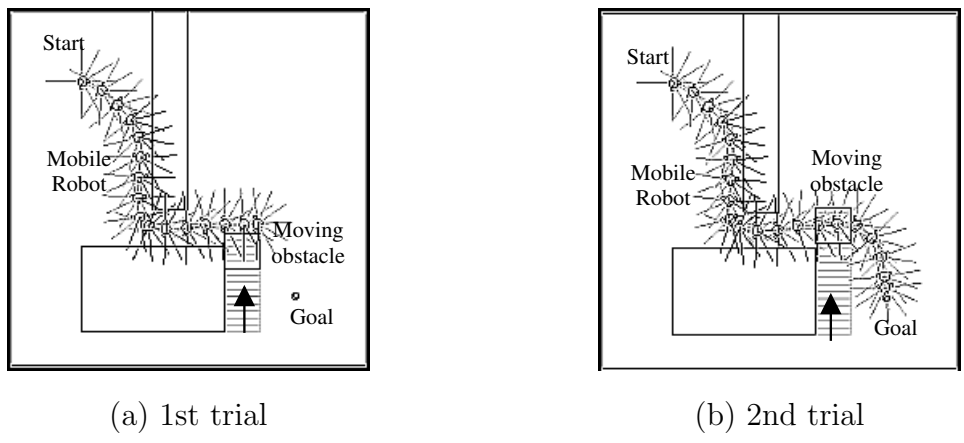 Start
Mobile
Robot
Moving
obstacle
Goal
(a) 1st trial
Start
Mobile
Robot
Moving
obstacle
Goal
(b) 2nd trial